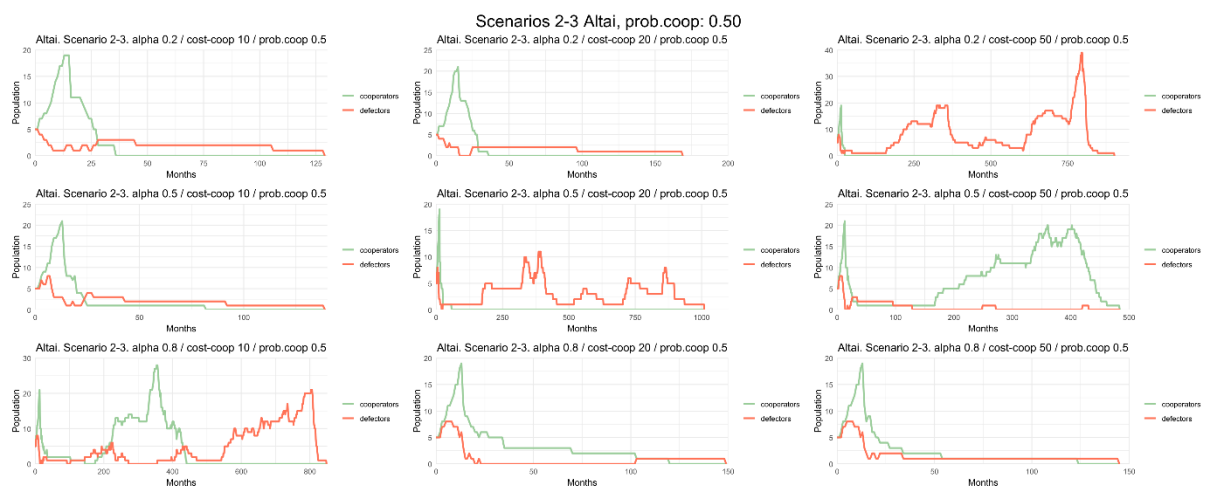 Scenarios 2-3 Altai, prob.coop: 0.50
Altai. Scenario 2-3. alpha 0.2 / cost-coop 10 / prob.coop 0.5
20
15
10
5
0
Population
0 25 50 75 100 125
Months
cooperators
defectors
Altai. Scenario 2-3. alpha 0.2 / cost-coop 20 / prob.coop 0.5
25
20
15
10
5
0
Population
0 50 100 150 200
Months
cooperators
defectors
Altai. Scenario 2-3. alpha 0.2 / cost-coop 50 / prob.coop 0.5
40
30
20
10
0
Population
0 250 500 750
Months
cooperators
defectors
Altai. Scenario 2-3. alpha 0.5 / cost-coop 10 / prob.coop 0.5
25
20
15
10
5
0
Population
0 50 100
Months
cooperators
defectors
Altai. Scenario 2-3. alpha 0.5 / cost-coop 20 / prob.coop 0.5
20
15
10
5
0
Population
0 250 500 750 1000
Months
cooperators
defectors
Altai. Scenario 2-3. alpha 0.5 / cost-coop 50 / prob.coop 0.5
25
20
15
10
5
0
Population
0 100 200 300 400 500
Months
cooperators
defectors
Altai. Scenario 2-3. alpha 0.8 / cost-coop 10 / prob.coop 0.5
30
20
10
0
Population
0 200 400 600 800
Months
cooperators
defectors
Altai. Scenario 2-3. alpha 0.8 / cost-coop 20 / prob.coop 0.5
20
15
10
5
0
Population
0 50 100 150
Months
cooperators
defectors
Altai. Scenario 2-3. alpha 0.8 / cost-coop 50 / prob.coop 0.5
20
15
10
5
0
Population
0 50 100 150
Months
cooperators
defectors